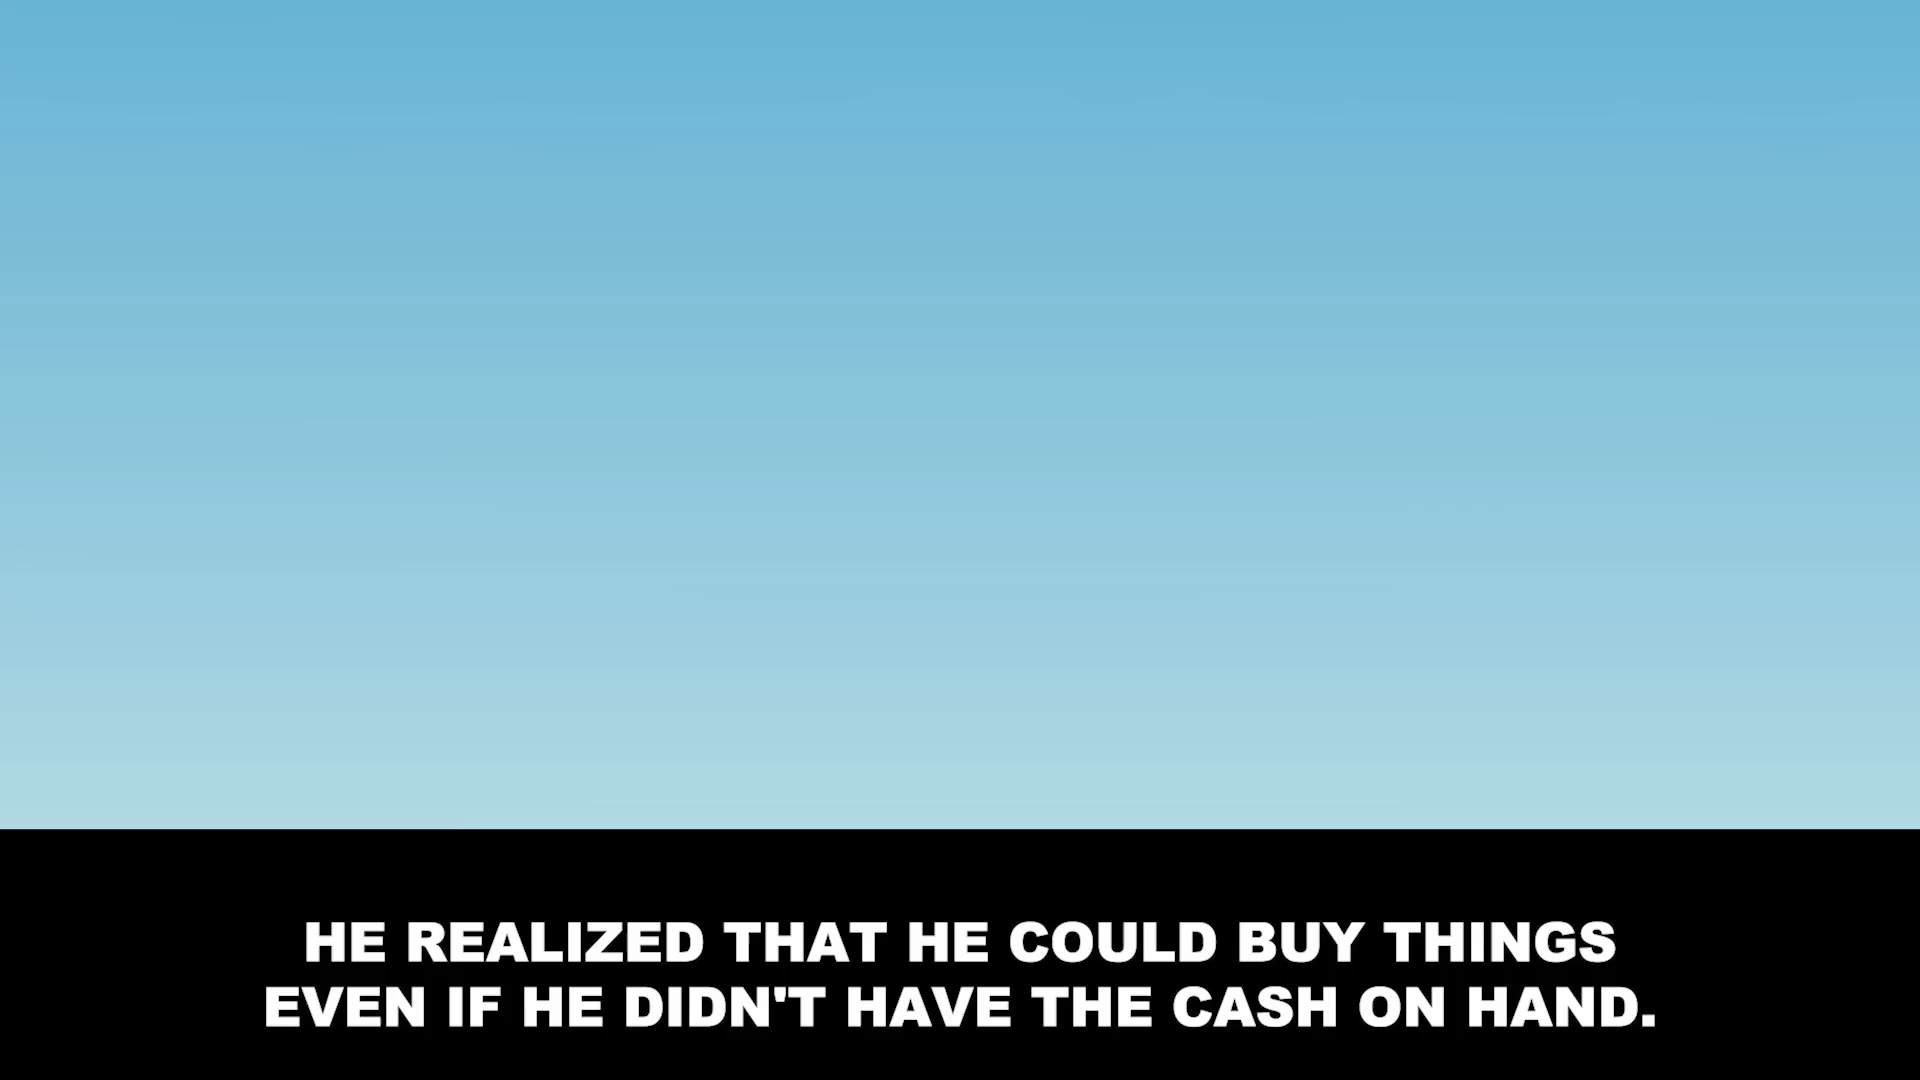 HE REALIZED THAT HE COULD BUY THINGS
EVEN IF HE DIDN'T HAVE THE CASH ON HAND.